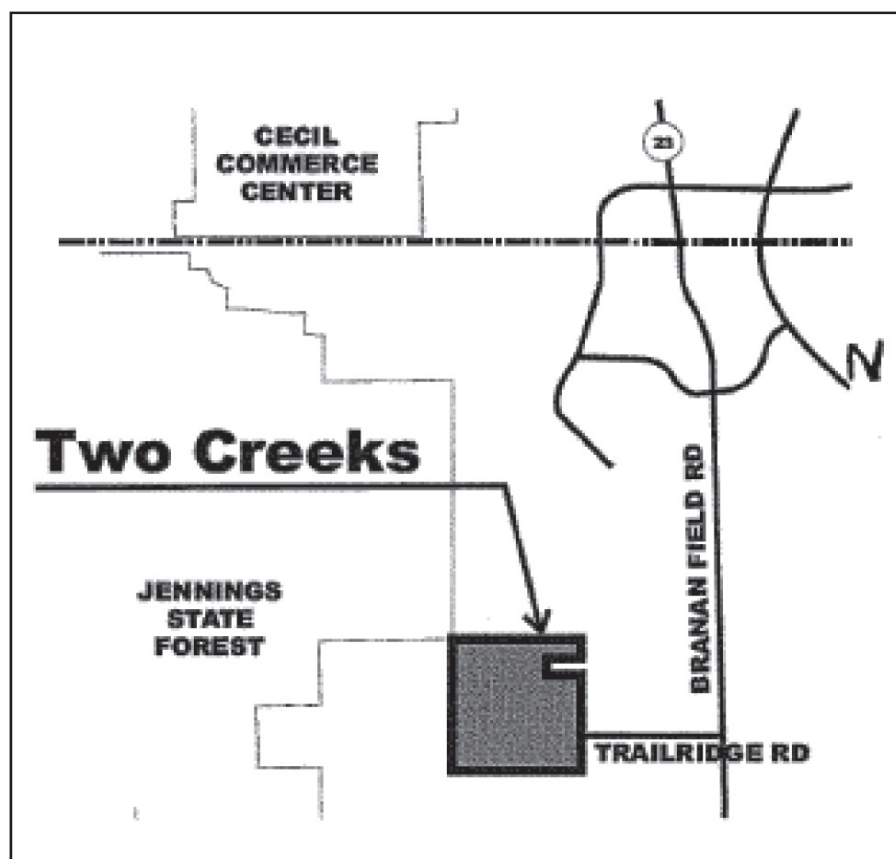 CECIL
COMMERCE
CENTER
23
N
Two Creeks
BRANAN FIELD RD
JENNINGS
STATE
FOREST
TRAILRIDGE RD